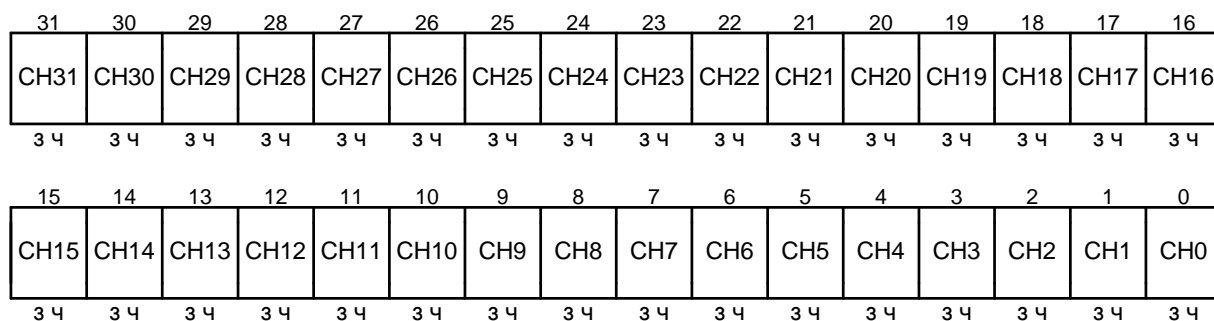 31 30 29 28 27 26 25 24 23 22 21 20 19 18 17 16
CH31 CH30 CH29 CH28 CH27 CH26 CH25 CH24 CH23 CH22 CH21 CH20 CH19 CH18 CH17 CH16
З Ч З Ч З Ч З Ч З Ч З Ч З Ч З Ч З Ч З Ч З Ч З Ч З Ч З Ч З Ч З Ч
15 14 13 12 11 10 9 8 7 6 5 4 3 2 1 0
CH15 CH14 CH13 CH12 CH11 CH10 CH9 CH8 CH7 CH6 CH5 CH4 CH3 CH2 CH1 CH0
З Ч З Ч З Ч З Ч З Ч З Ч З Ч З Ч З Ч З Ч З Ч З Ч З Ч З Ч З Ч З Ч